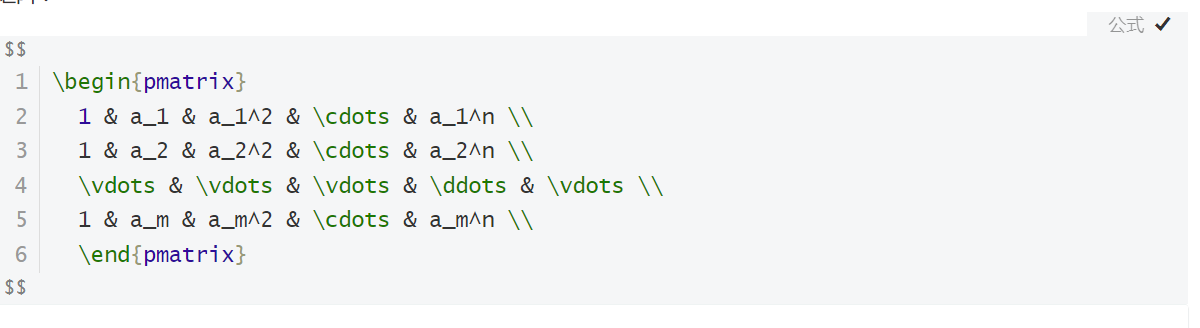 公式 ✔
$$
1 \begin{pmatrix}
2 1 & a_1 & a_1^2 & \cdots & a_1^n \\
3 1 & a_2 & a_2^2 & \cdots & a_2^n \\
4 \vdots & \vdots & \vdots & \ddots & \vdots \\
5 1 & a_m & a_m^2 & \cdots & a_m^n \\
6 \end{pmatrix}
$$